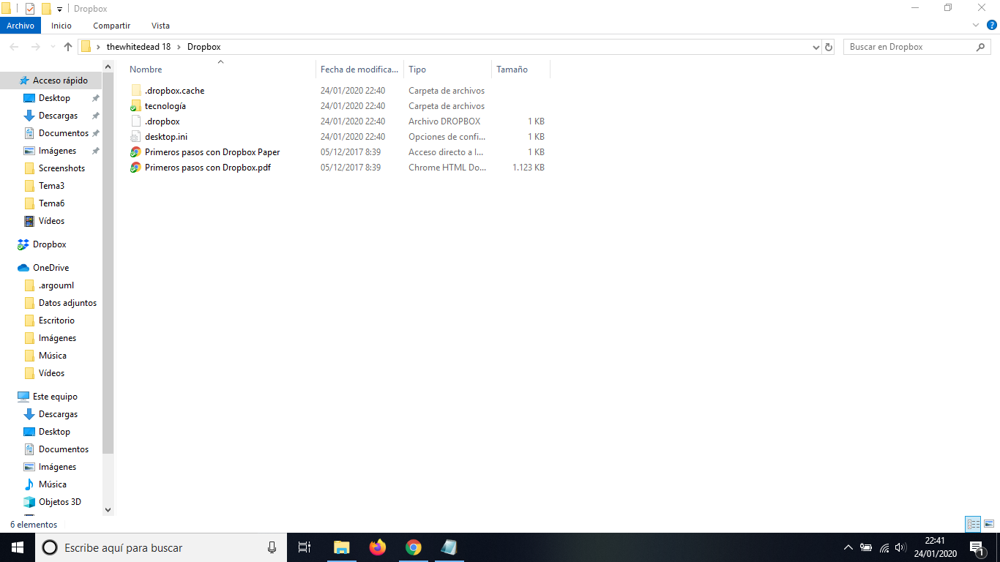 Dropbox
Archivo Inicio Compartir Vista
thewhitedead 18 Dropbox Buscar en Dropbox
Nombre Fecha de modifica... Tipo Tamaño
.dropbox.cache 24/01/2020 22:40 Carpeta de archivos
tecnología 24/01/2020 22:40 Carpeta de archivos
.dropbox 24/01/2020 22:40 Archivo DROPBOX 1 KB
desktop.ini 24/01/2020 22:40 Opciones de confi... 1 KB
Primeros pasos con Dropbox Paper 05/12/2017 8:39 Acceso directo a I... 1 KB
Primeros pasos con Dropbox.pdf 05/12/2017 8:39 Chrome HTML Do... 1.123 KB
Acceso rápido
Desktop
Descargas
Documentos
Imágenes
Screenshots
Tema3
Tema6
Vídeos
Dropbox
OneDrive
.argouml
Datos adjuntos
Escritorio
Imágenes
Música
Vídeos
Este equipo
Descargas
Desktop
Documentos
Imágenes
Música
Objetos 3D
6 elementos
Escribe aquí para buscar
22:41
24/01/2020
1